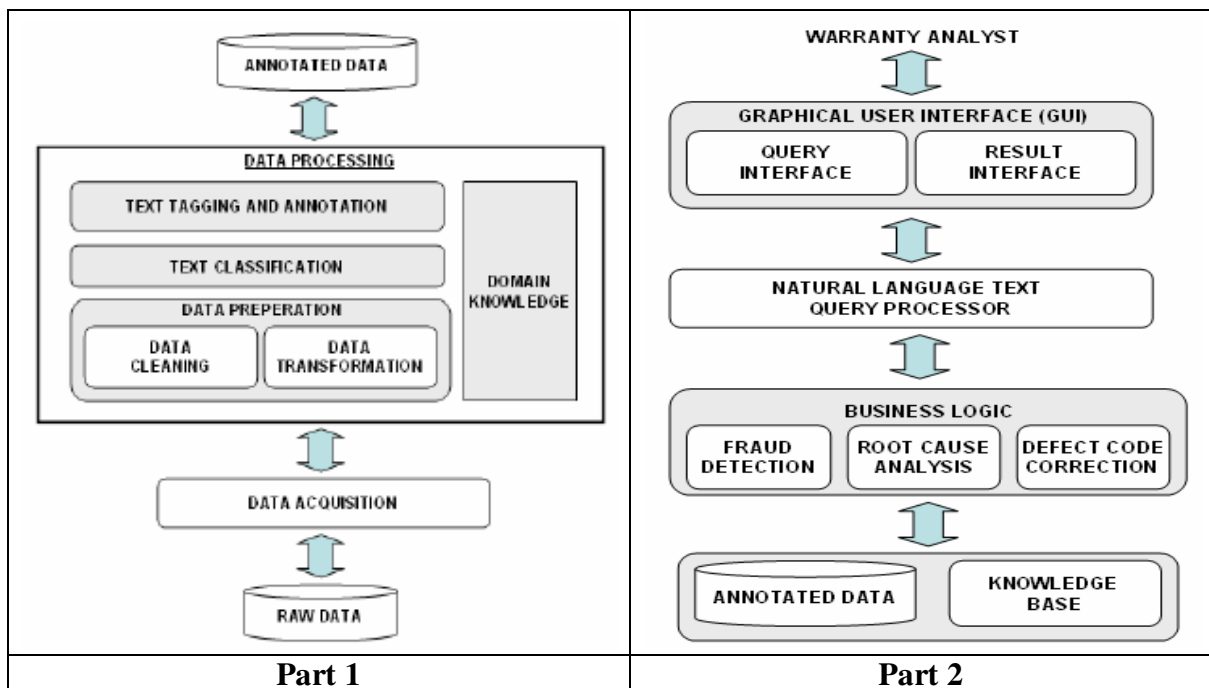 ANNOTATED DATA
DATA PROCESSING
TEXT TAGGING AND ANNOTATION
TEXT CLASSIFICATION
DOMAIN
KNOWLEDGE
DATA PREPERATION
DATA
CLEANING
DATA
TRANSFORMATION
DATA ACQUISITION
RAW DATA
Part 1
WARRANTY ANALYST
GRAPHICAL USER INTERFACE (GUI)
QUERY
INTERFACE
RESULT
INTERFACE
NATURAL LANGUAGE TEXT
QUERY PROCESSOR
BUSINESS LOGIC
FRAUD
DETECTION
ROOT CAUSE
ANALYSIS
DEFECT CODE
CORRECTION
ANNOTATED DATA
KNOWLEDGE
BASE
Part 2